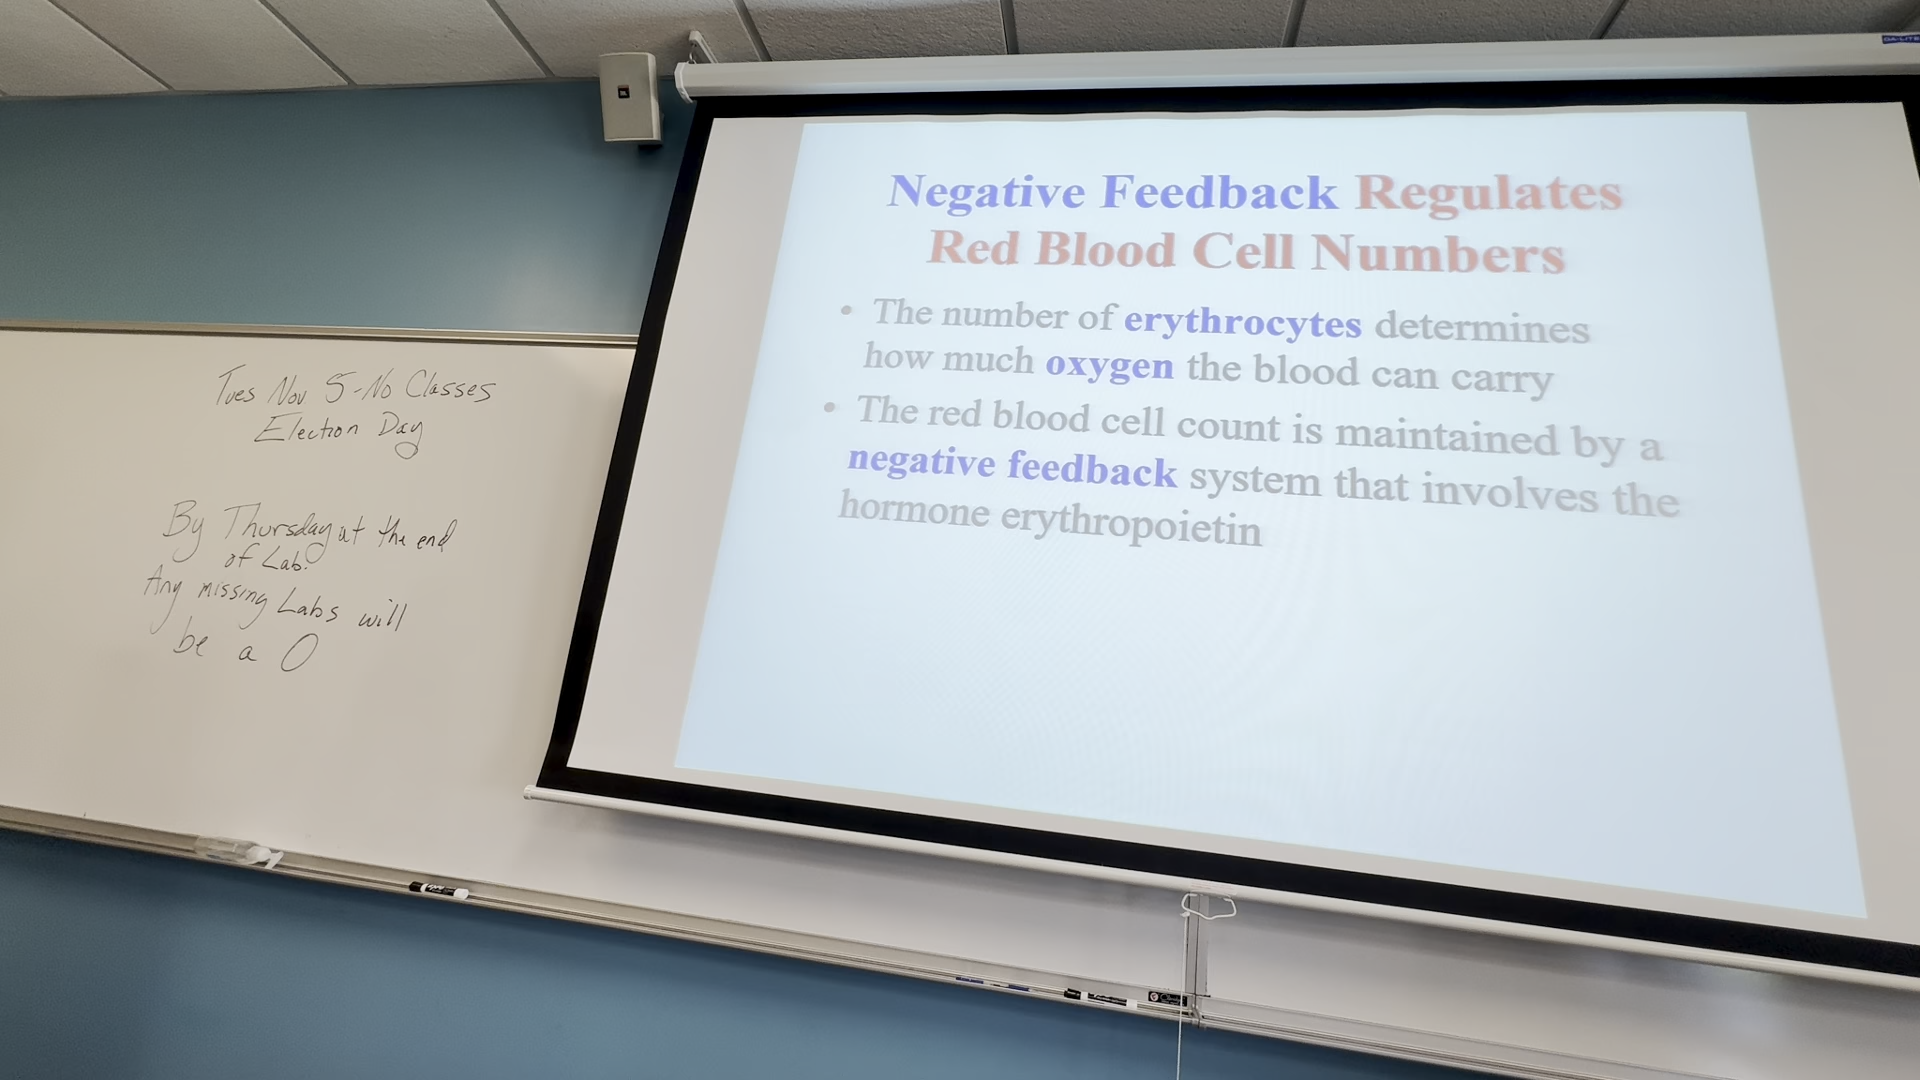 Tues Nov 5-No Classes
Election Day
By Thursday at the end
of Lab.
Any missing Labs will
be a 0
Negative Feedback Regulates
Red Blood Cell Numbers
• The number of erythrocytes determines
how much oxygen the blood can carry
• The red blood cell count is maintained by a
negative feedback system that involves the
hormone erythropoietin
DA-LITE